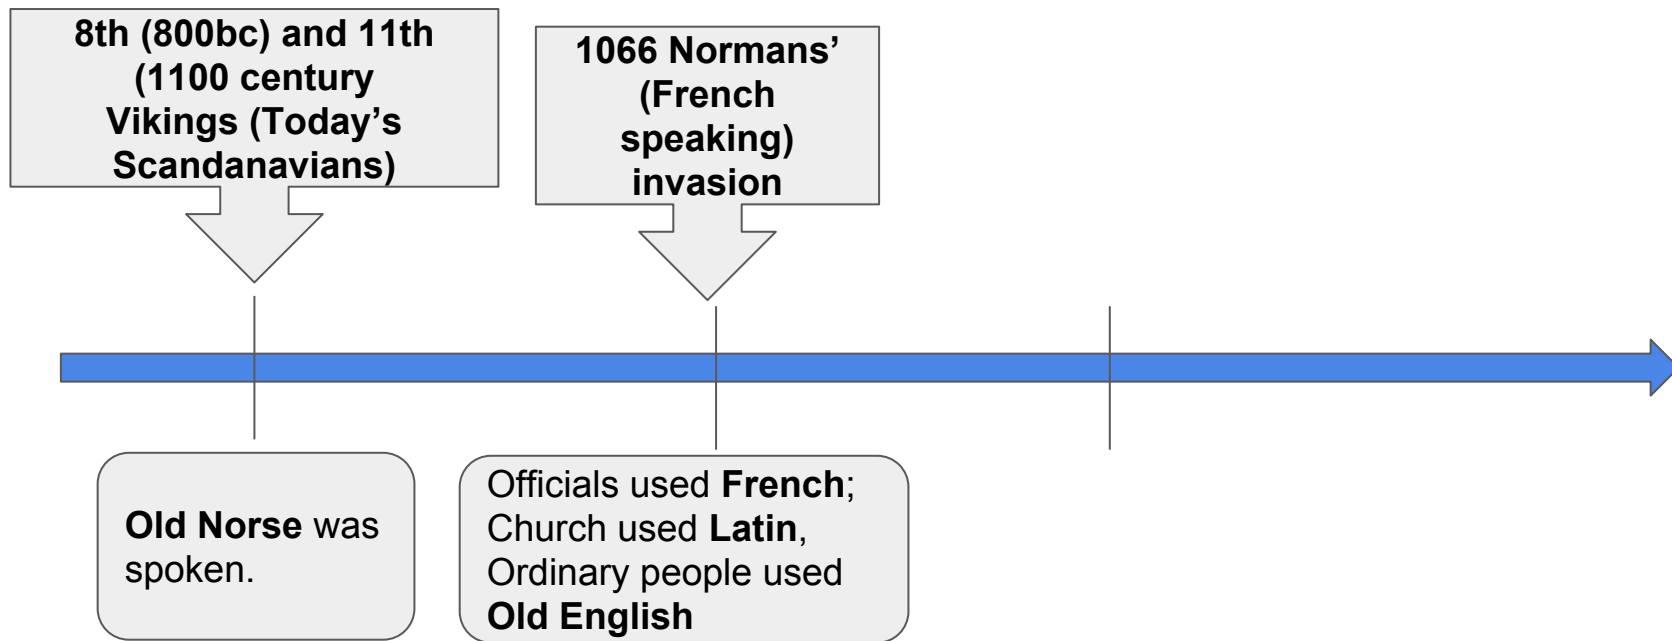 8th (800bc) and 11th
(1100 century
Vikings (Today’s
Scandanavians)
1066 Normans’
(French
speaking)
invasion
Old Norse was
spoken.
Officials used French;
Church used Latin,
Ordinary people used
Old English